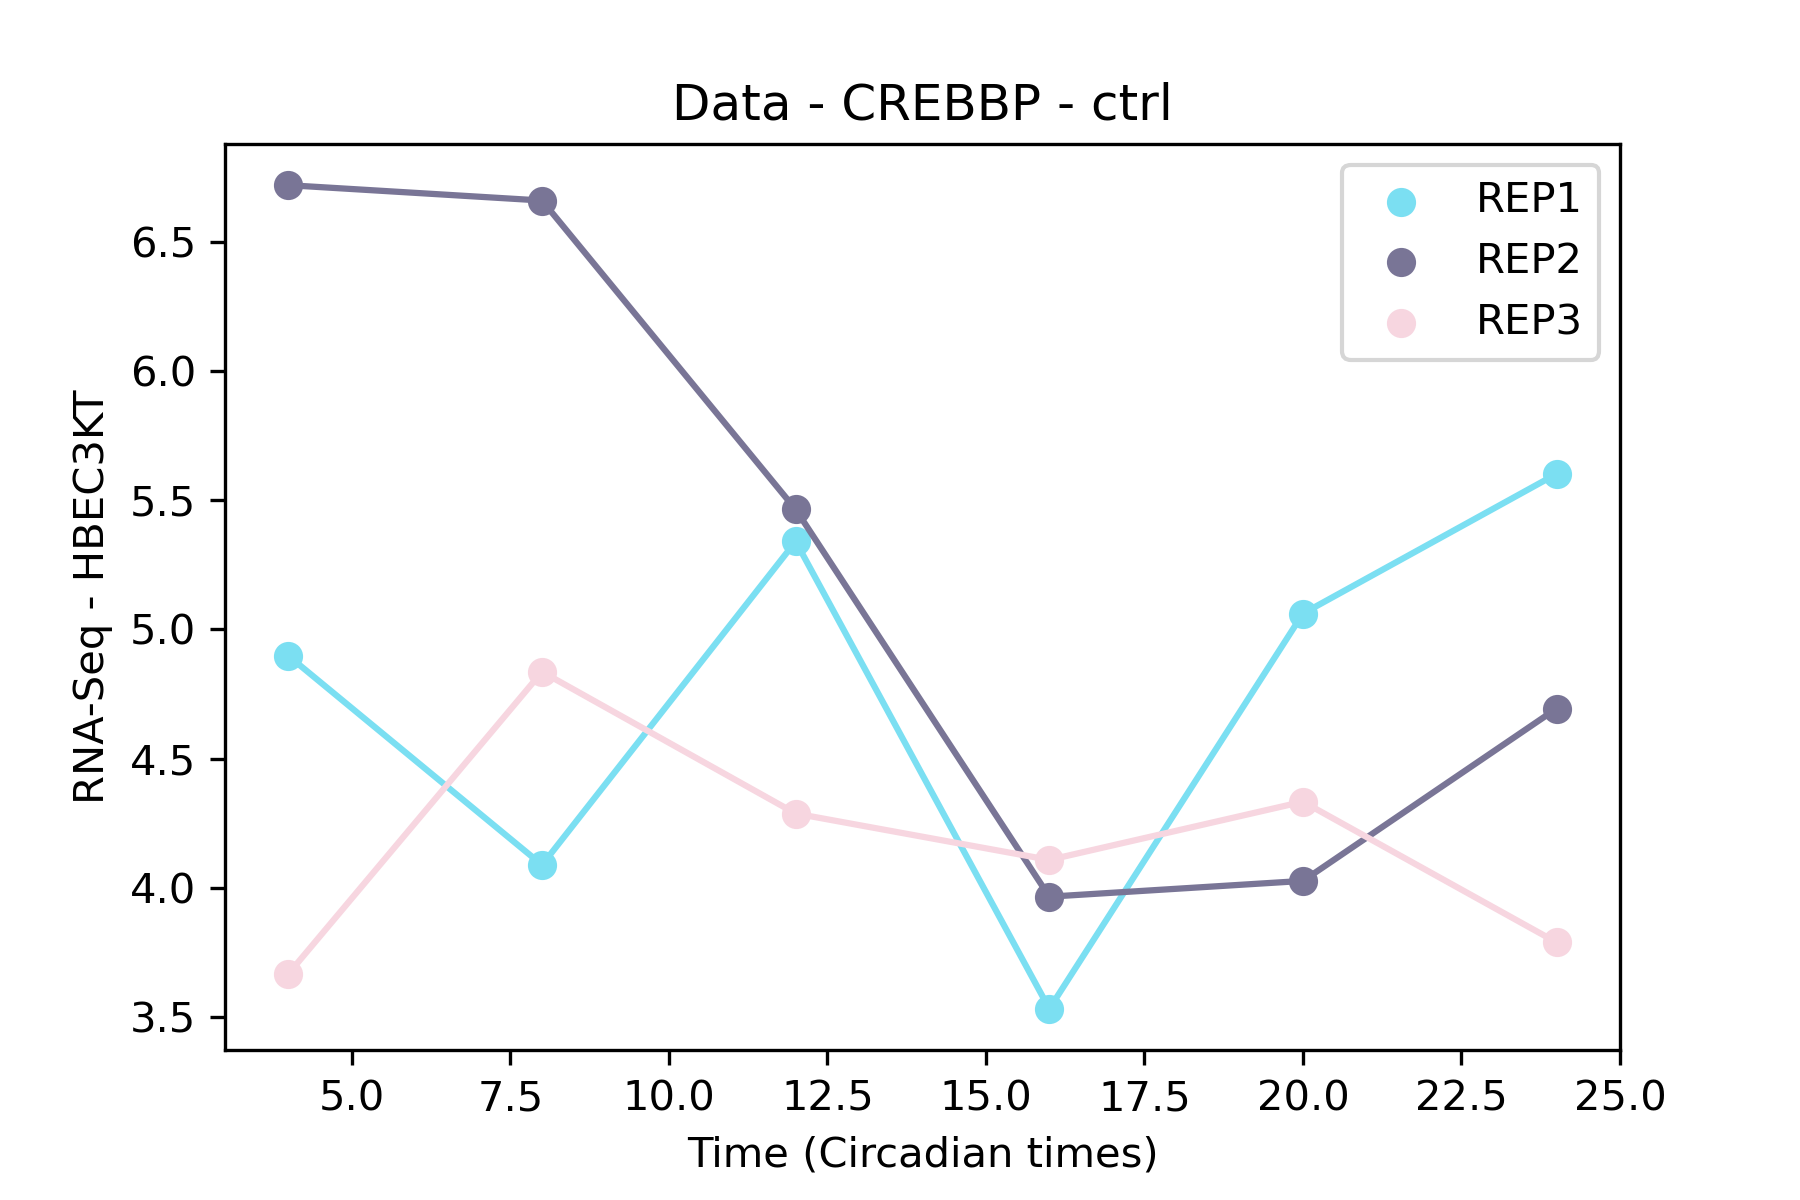 Data - CREBBP - ctrl
REP1
REP2
REP3
RNA-Seq - HBEC3KT
6.5
6.0
5.5
5.0
4.5
4.0
3.5
5.0 7.5 10.0 12.5 15.0 17.5 20.0 22.5 25.0
Time (Circadian times)